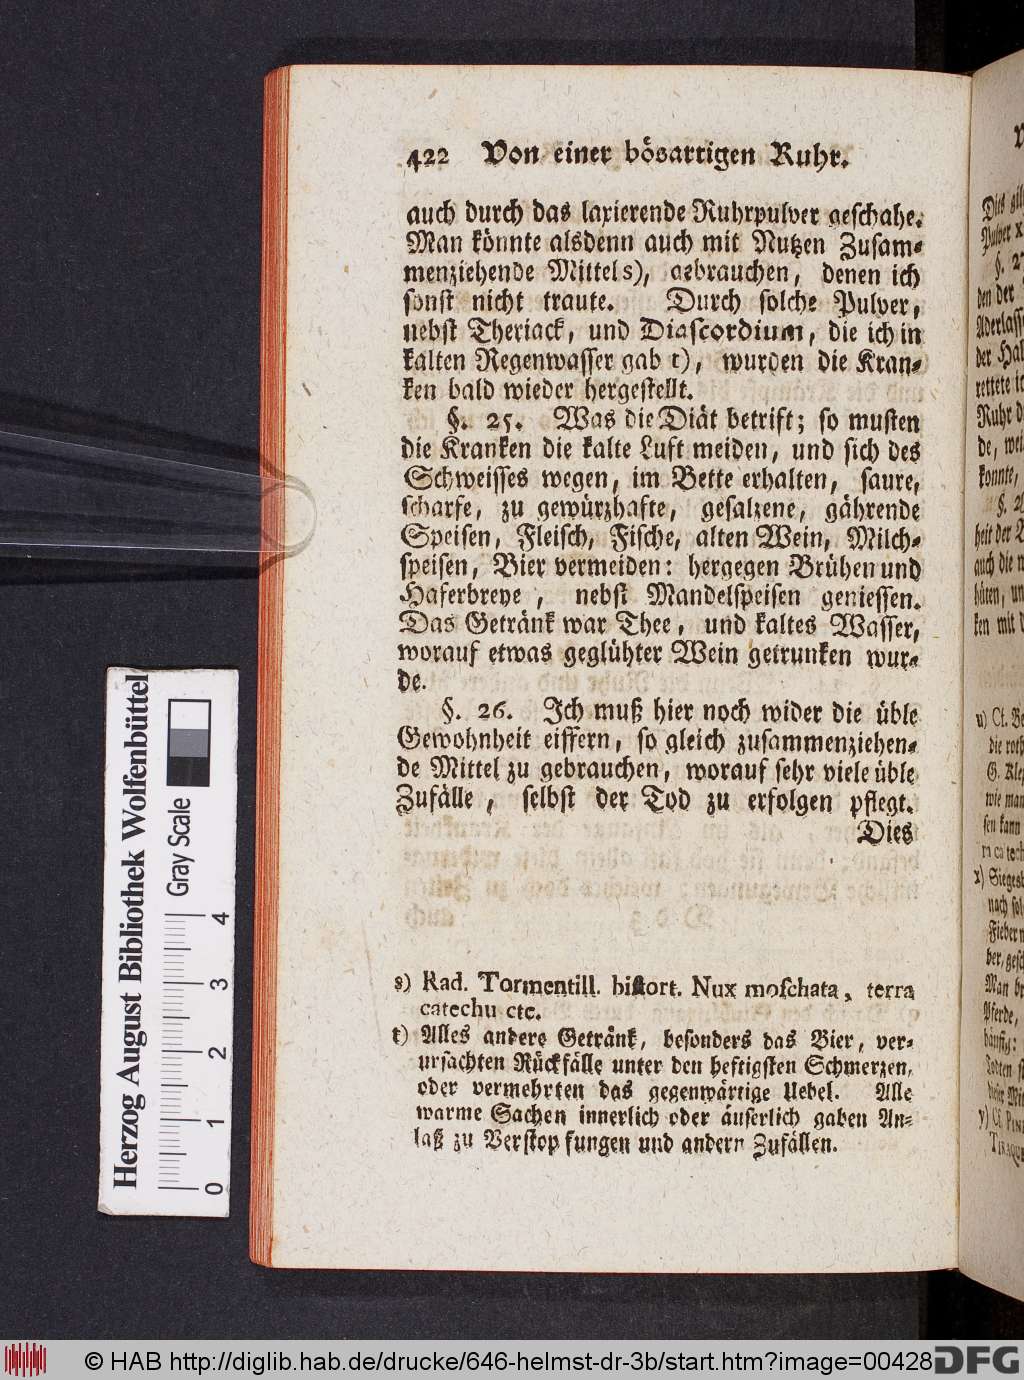 422 Von einer bösartigen Ruhr.
auch durch das laxierende Ruhrpulver geschahe.
Man könnte alsdenn auch mit Nutzen Zusam-
menziehende Mittel s), gebrauchen, denen ich
sonst nicht traute. Durch solche Pulver,
nebst Theriack, und Diascordium, die ich in
kalten Regenwasser gab t), wurden die Kran-
ken bald wieder hergestellt.
§. 25. Was die Diät betrift; so musten
die Kranken die kalte Luft meiden, und sich des
Schweisses wegen, im Bette erhalten, saure,
scharfe, zu gewürzhafte, gesalzene, gährende
Speisen, Fleisch, Fische, alten Wein, Milch-
speisen, Bier vermeiden: hergegen Brühen und
Haferbreye, nebst Mandelspeisen geniessen.
Das Getränk war Thee, und kaltes Wasser,
worauf etwas geglühter Wein getrunken wur-
de.
§. 26. Ich muß hier noch wider die üble
Gewohnheit eiffern, so gleich zusammenziehen-
de Mittel zu gebrauchen, worauf sehr viele üble
Zufälle, selbst der Tod zu erfolgen pflegt.
Dies
s) Rad. Tormentill. bistort. Nux moschata, terra
catechu etc.
t) Alles andere Getränk, besonders das Bier, ver-
ursachten Rückfälle unter den heftigsten Schmerzen,
oder vermehrten das gegenwärtige Uebel. Alle
warme Sachen innerlich oder äuserlich gaben An-
laß zu Verstopfungen und andern Zufällen.
Herzog August Bibliothek Wolfenbüttel
Gray Scale
0 1 2 3 4
© HAB http://diglib.hab.de/drucke/646-helmst-dr-3b/start.htm?image=00428
DFG